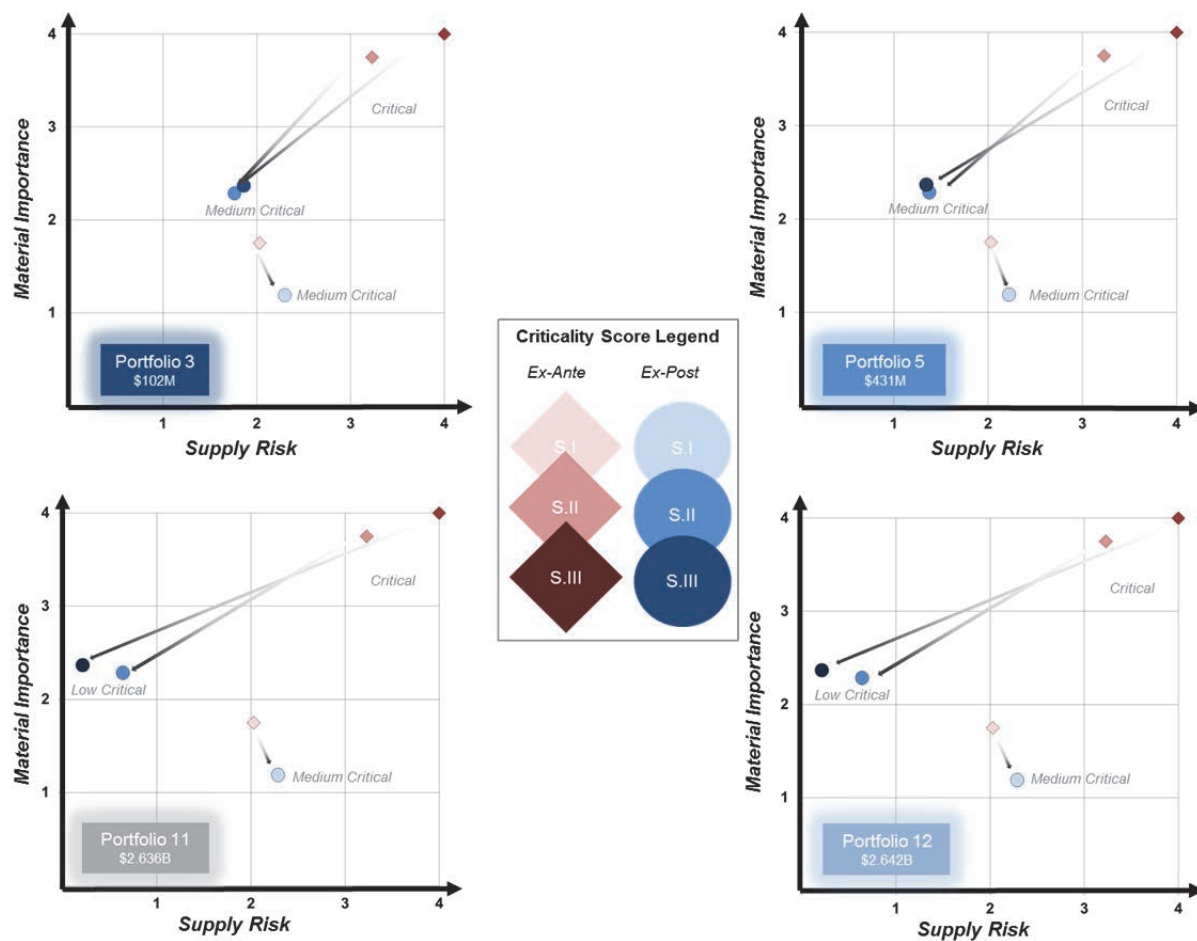 4
3
2
1
Material Importance
Critical
Medium Critical
Medium Critical
Portfolio 3
$102M
1
2
3
4
Supply Risk
4
3
2
1
Material Importance
Critical
Medium Critical
Medium Critical
Portfolio 5
$431M
1
2
3
4
Supply Risk
Criticality Score Legend
Ex-Ante
Ex-Post
S.I
S.I
S.II
S.II
S.III
S.III
4
3
2
1
Material Importance
Critical
Low Critical
Medium Critical
Portfolio 11
$2.636B
1
2
3
4
Supply Risk
4
3
2
1
Material Importance
Critical
Low Critical
Medium Critical
Portfolio 12
$2.642B
1
2
3
4
Supply Risk